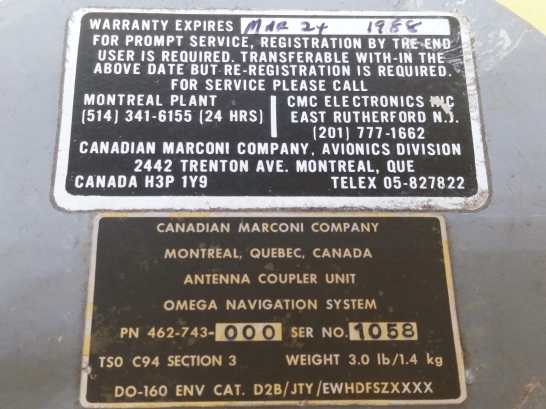 WARRANTY EXPIRES Mar 24 1988
FOR PROMPT SERVICE, REGISTRATION BY THE END
USER IS REQUIRED. TRANSFERABLE WITH-IN THE
ABOVE DATE BUT RE-REGISTRATION IS REQUIRED.
FOR SERVICE PLEASE CALL
MONTREAL PLANT
(514) 341-6155 (24 HRS)
CMC ELECTRONICS INC
EAST RUTHERFORD N.J.
(201) 777-1662
CANADIAN MARCONI COMPANY, AVIONICS DIVISION
2442 TRENTON AVE. MONTREAL, QUE
CANADA H3P 1Y9 TELEX 05-827822
CANADIAN MARCONI COMPANY
MONTREAL, QUEBEC, CANADA
ANTENNA COUPLER UNIT
OMEGA NAVIGATION SYSTEM
PN 462-743-000 SER NO. 1058
TSO C94 SECTION 3 WEIGHT 3.0 lb/1.4 kg
DO-160 ENV CAT. D2B/JTY/EWHDFSZXXXX